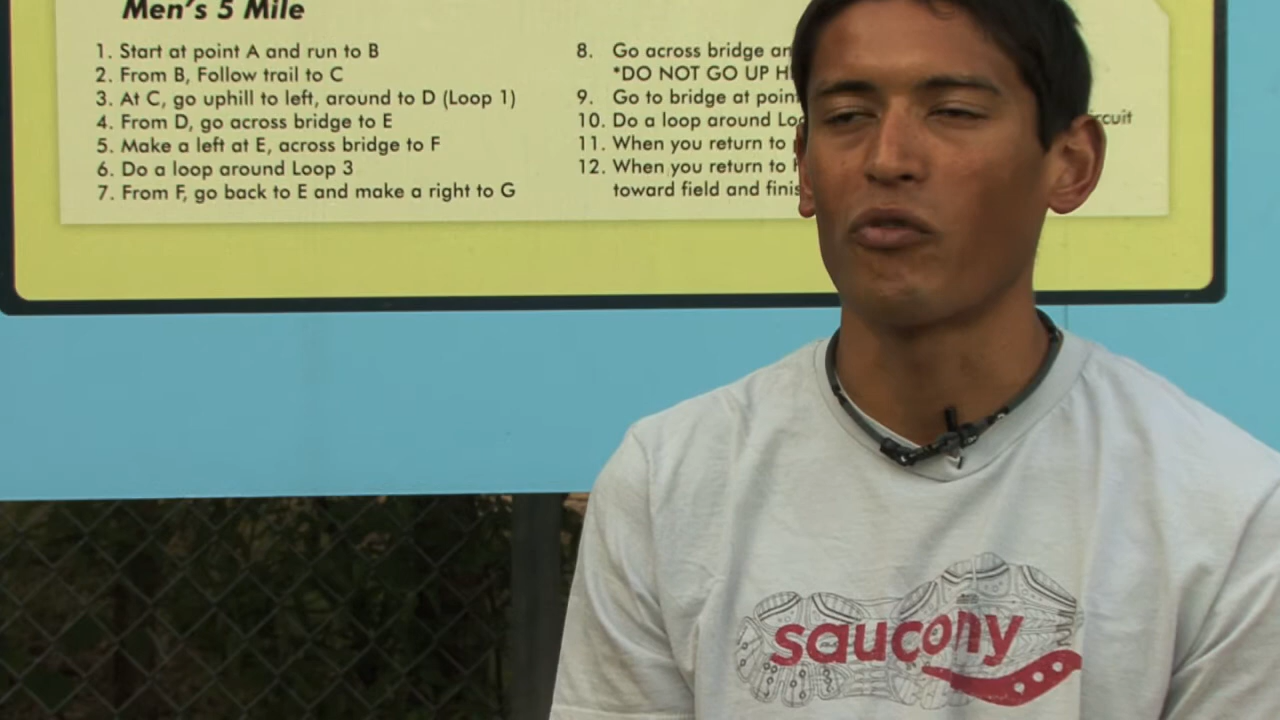 Men's 5 Mile
1. Start at point A and run to B
2. From B, Follow trail to C
3. At C, go uphill to left, around to D (Loop 1)
4. From D, go across bridge to E
5. Make a left at E, across bridge to F
6. Do a loop around Loop 3
7. From F, go back to E and make a right to G
8. Go across bridge
*DO NOT GO UP
9. Go to bridge at
10. Do a loop around
11. When you return to
12. When you return to
toward field and
saucony